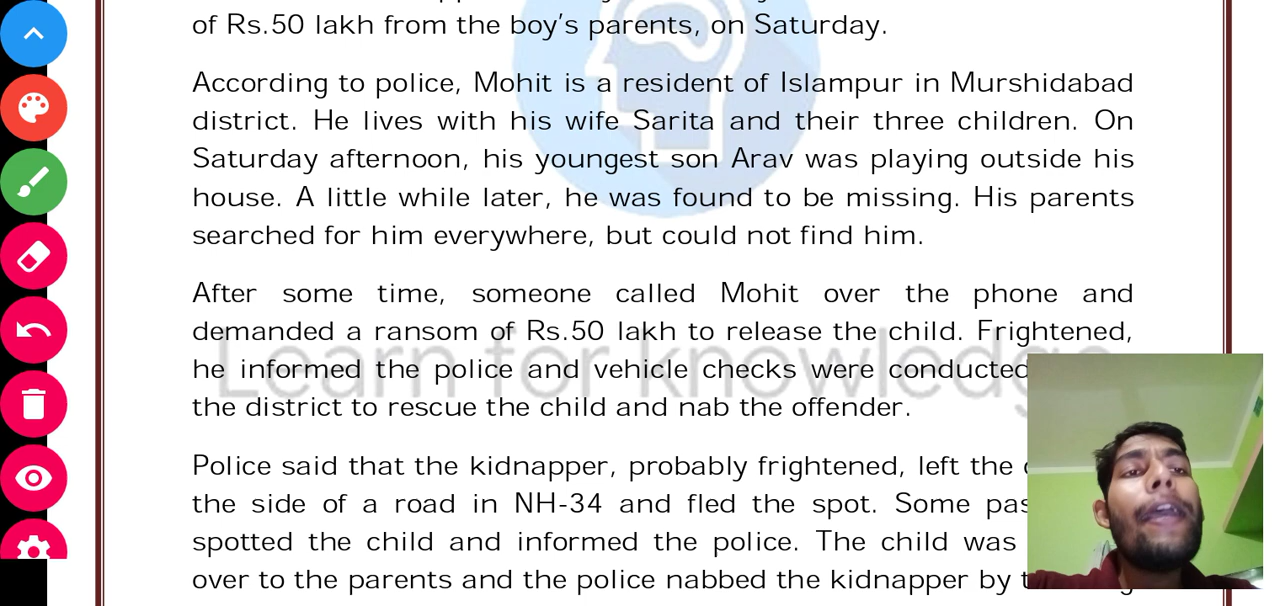 of Rs.50 lakh from the boy's parents, on Saturday.
According to police, Mohit is a resident of Islampur in Murshidabad
district. He lives with his wife Sarita and their three children. On
Saturday afternoon, his youngest son Arav was playing outside his
house. A little while later, he was found to be missing. His parents
searched for him everywhere, but could not find him.
After some time, someone called Mohit over the phone and
demanded a ransom of Rs.50 lakh to release the child. Frightened,
he informed the police and vehicle checks were conducted
the district to rescue the child and nab the offender.
Learn for knowledge
Police said that the kidnapper, probably frightened, left the
the side of a road in NH-34 and fled the spot. Some
spotted the child and informed the police. The child was
over to the parents and the police nabbed the kidnapper by